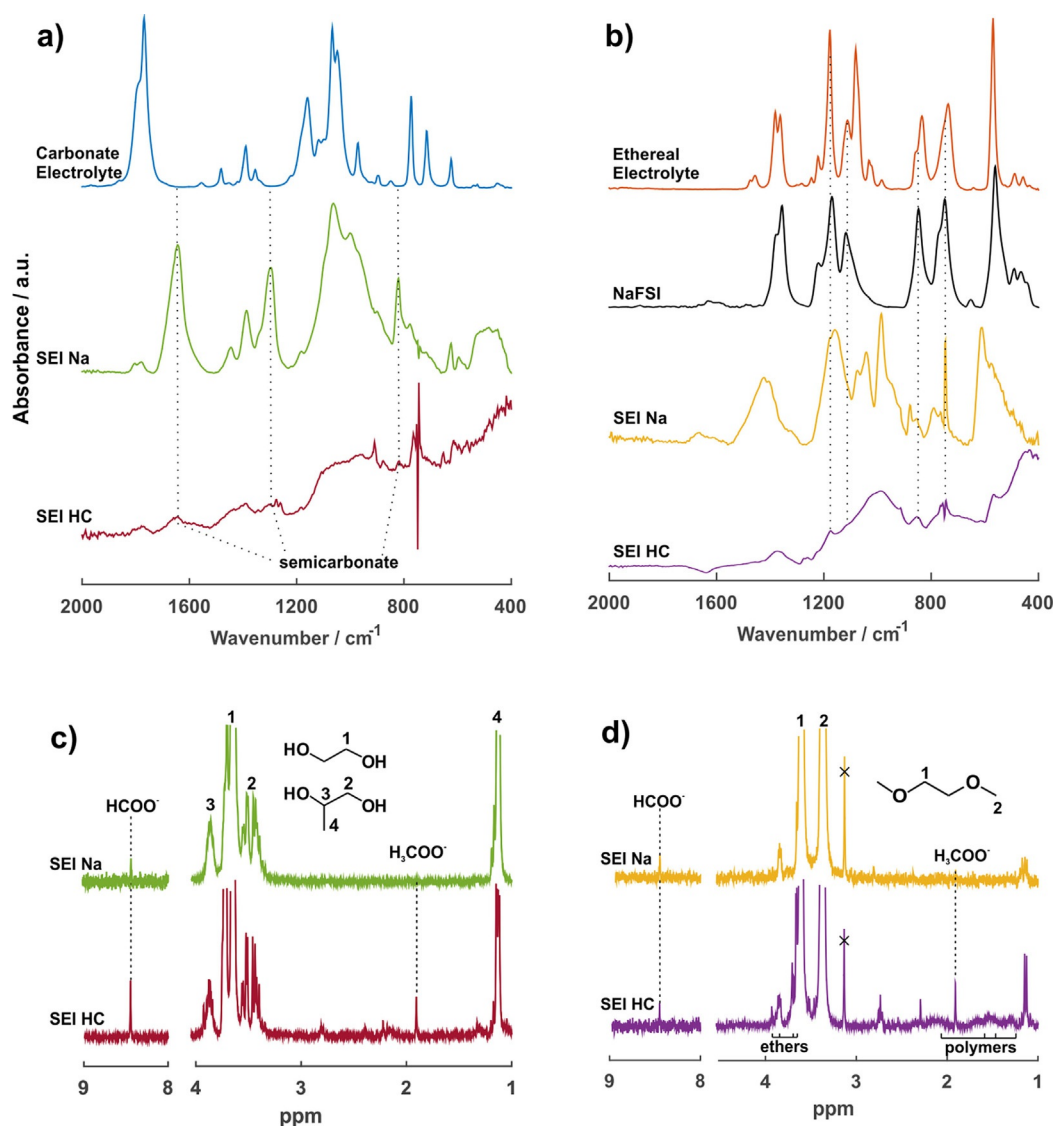 a)
Carbonate
Electrolyte
SEI Na
SEI HC
semicarbonate
Absorbance / a.u.
2000 1600 1200 800 400
Wavenumber / cm⁻¹
b)
Ethereal
Electrolyte
NaFSI
SEI Na
SEI HC
2000 1600 1200 800 400
Wavenumber / cm⁻¹
c)
1
4
HO
1
OH
2
3
HCOO⁻
HO
2
3
OH
4
H₃COO⁻
SEI Na
SEI HC
9 8 4 3 2 1
ppm
d)
1 2
×
1
O
O
2
HCOO⁻
H₃COO⁻
SEI Na
×
SEI HC
ethers
polymers
9 8 4 3 2 1
ppm